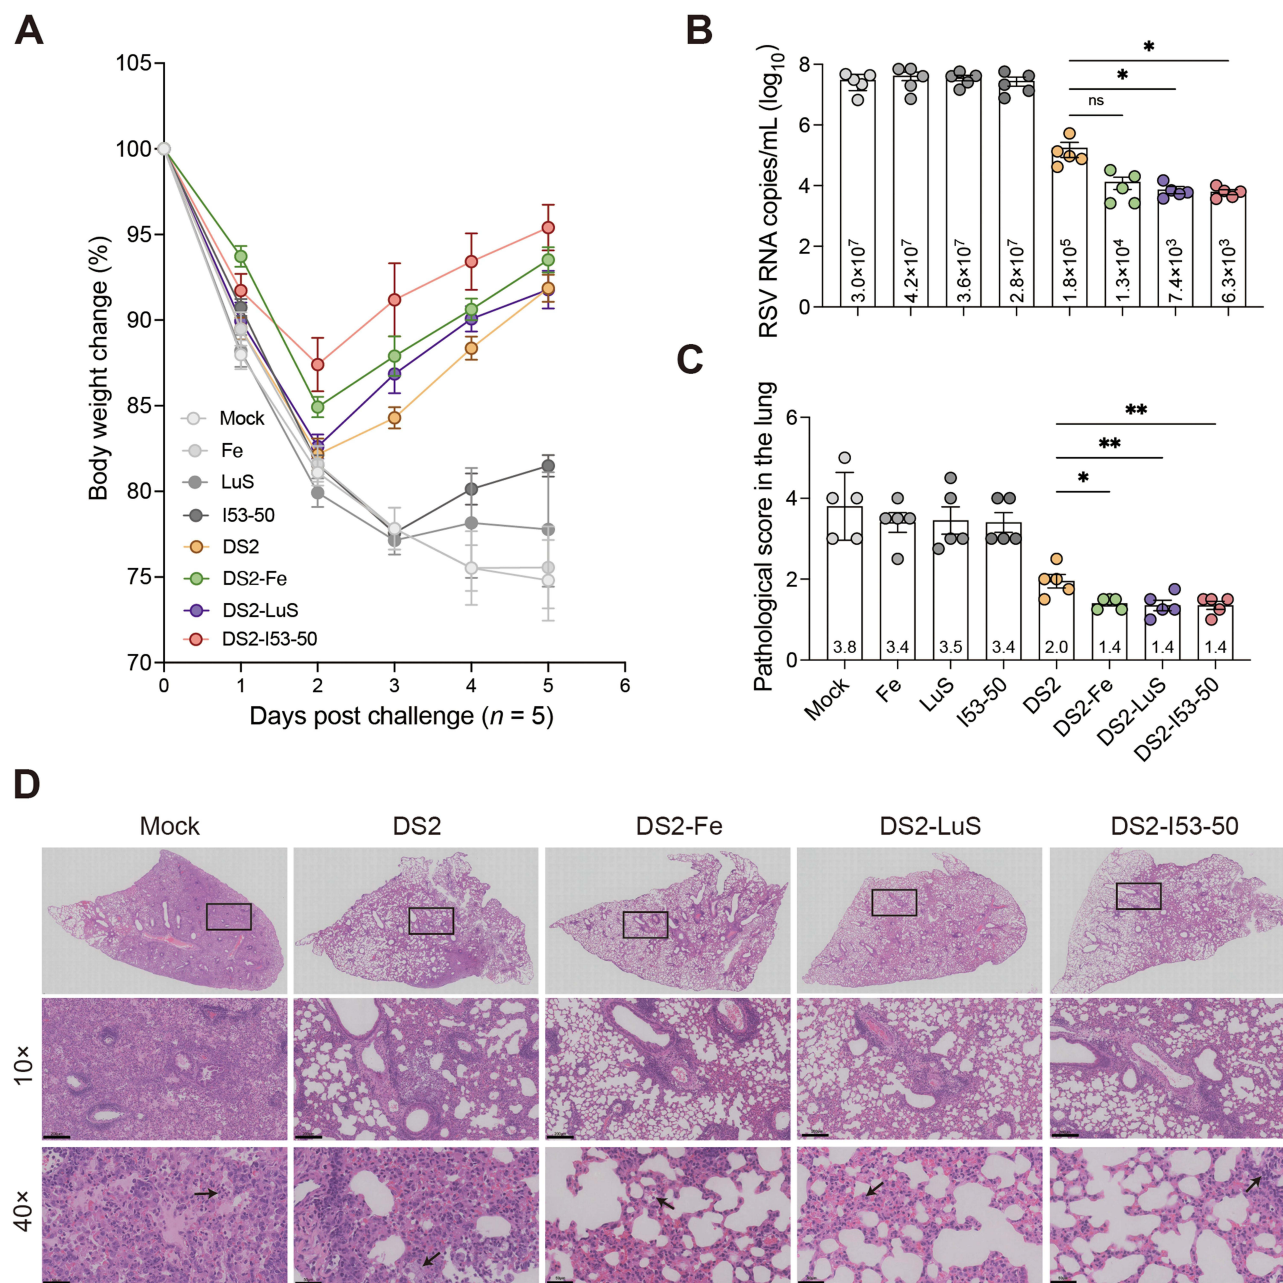 A
Body weight change (%)
105
100
95
90
85
80
75
70
0 1 2 3 4 5 6
Days post challenge (n = 5)
Mock
Fe
LuS
I53-50
DS2
DS2-Fe
DS2-LuS
DS2-I53-50
B
RSV RNA copies/mL (log10)
8
6
4
2
0
*
*
ns
3.0×10⁷
4.2×10⁷
3.6×10⁷
2.8×10⁷
1.8×10⁵
1.3×10⁴
7.4×10³
6.3×10³
C
Pathological score in the lung
6
4
2
0
**
**
*
3.8 3.4 3.5 3.4 2.0 1.4 1.4 1.4
Mock
Fe
LuS
I53-50
DS2
DS2-Fe
DS2-LuS
DS2-I53-50
D
Mock DS2 DS2-Fe DS2-LuS DS2-I53-50
10×
40×